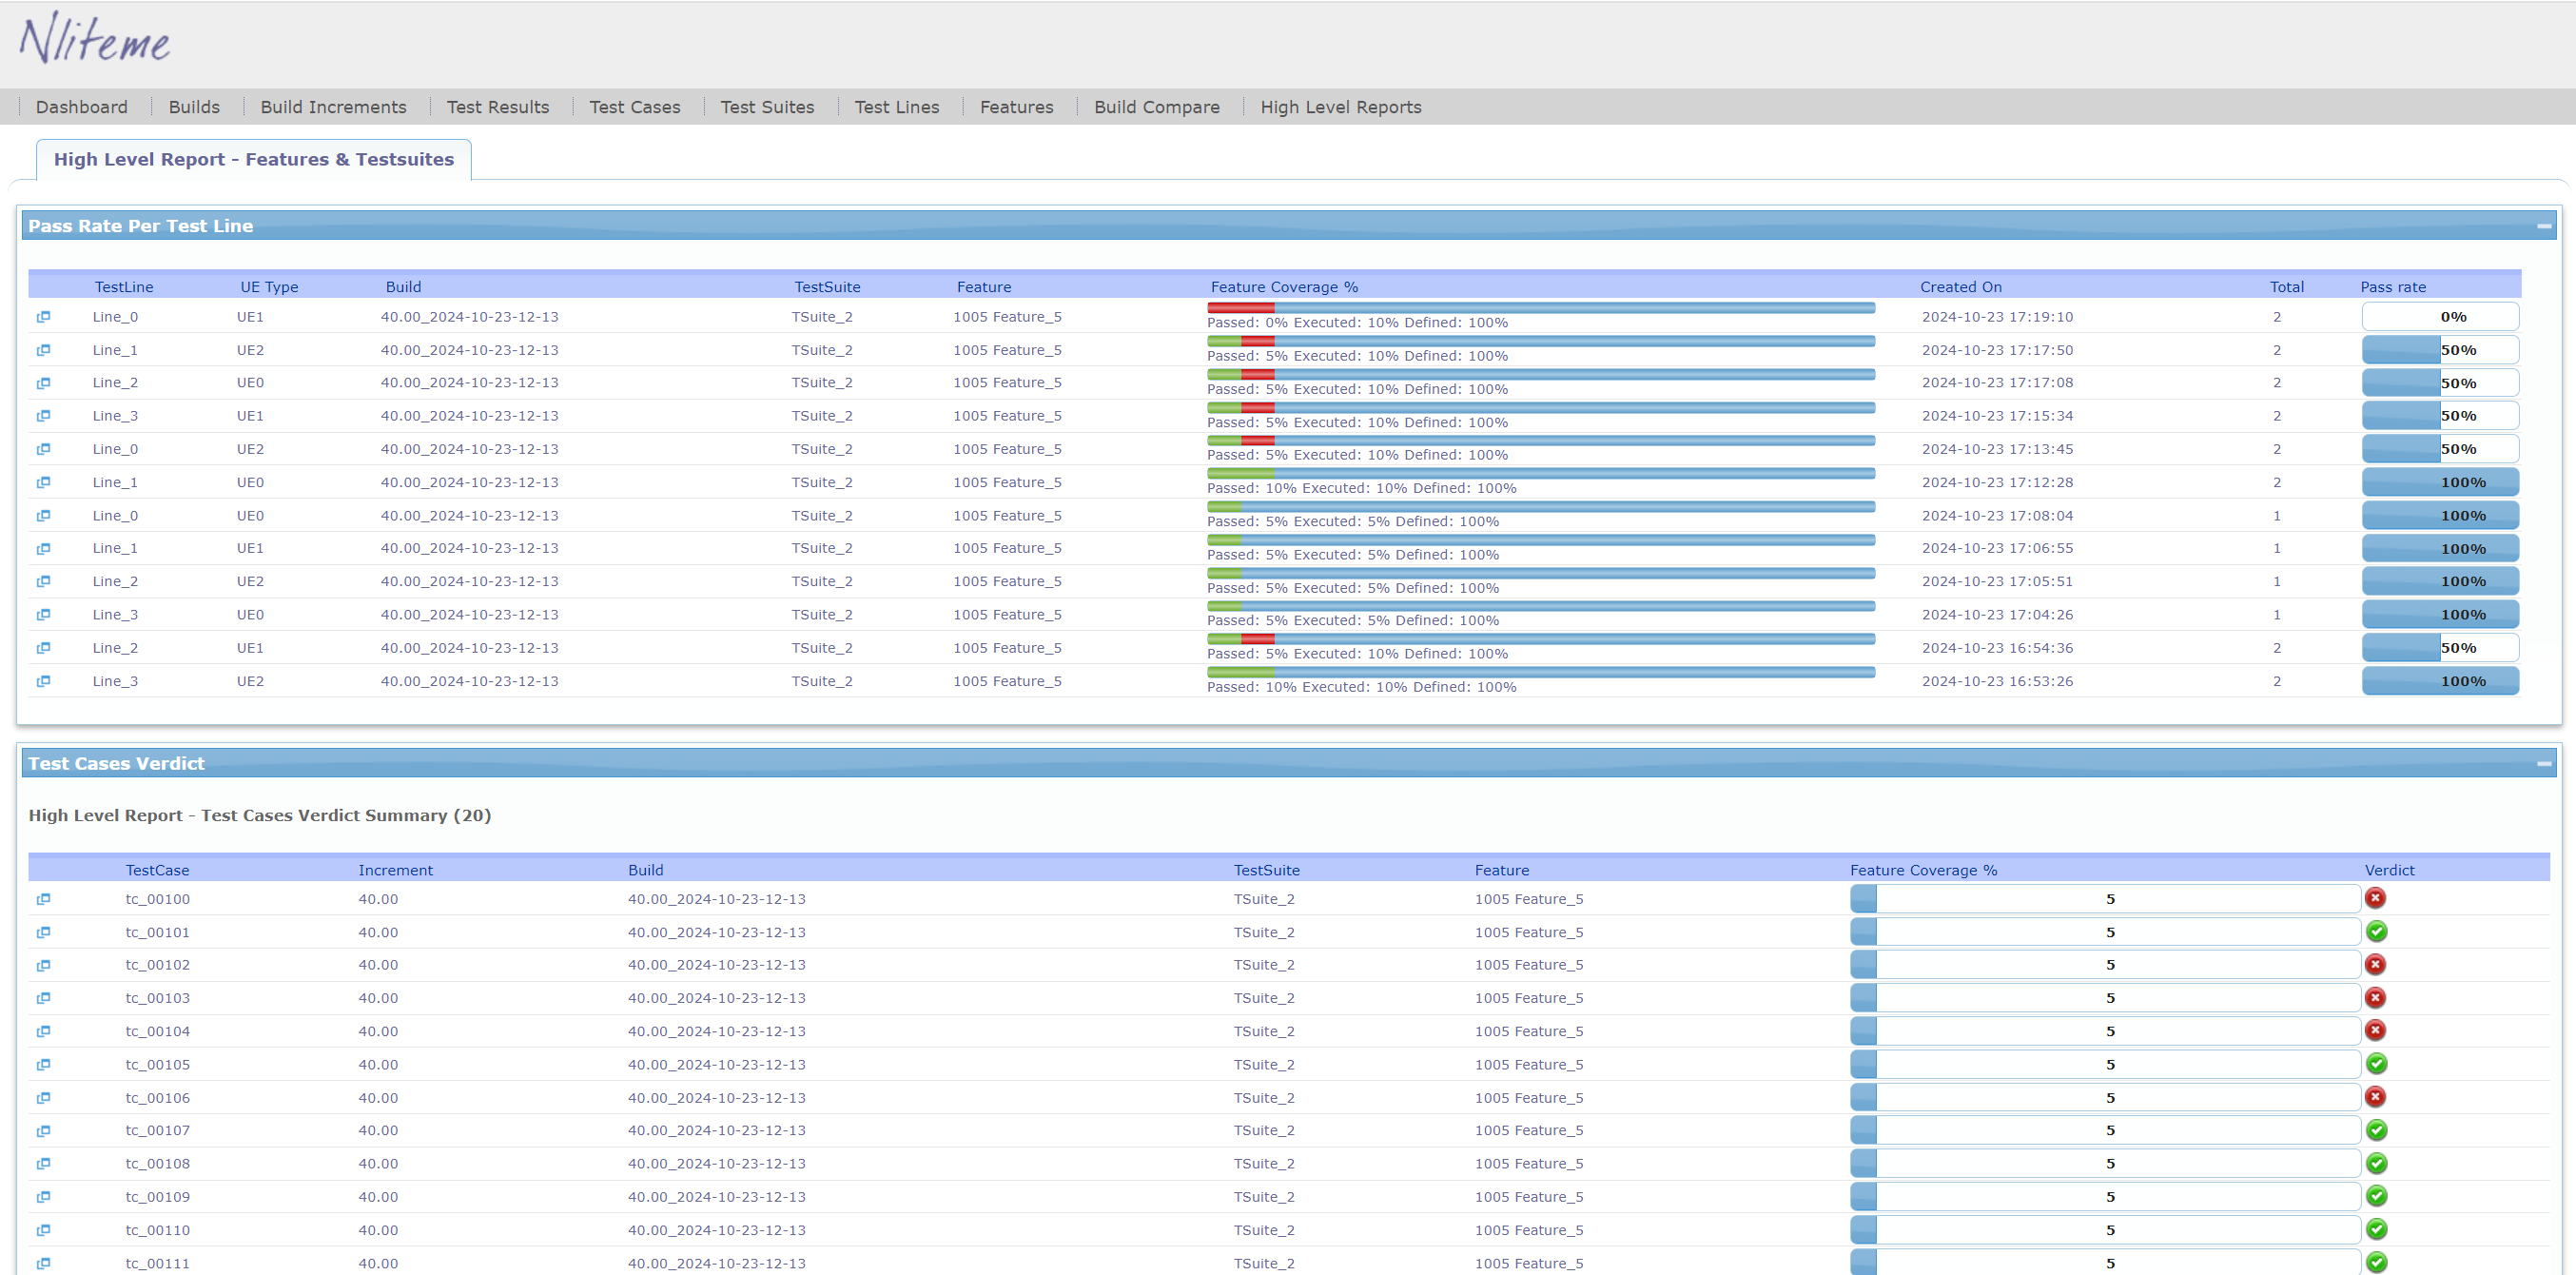 Nliteme
Dashboard Builds Build Increments Test Results Test Cases Test Suites Test Lines Features Build Compare High Level Reports
High Level Report - Features & Testsuites
Pass Rate Per Test Line
TestLine UE Type Build TestSuite Feature Feature Coverage % Created On Total Pass rate
Line_0 UE1 40.00_2024-10-23-12-13 TSuite_2 1005 Feature_5 Passed: 0% Executed: 10% Defined: 100% 2024-10-23 17:19:10 2 0%
Line_1 UE2 40.00_2024-10-23-12-13 TSuite_2 1005 Feature_5 Passed: 5% Executed: 10% Defined: 100% 2024-10-23 17:17:50 2 50%
Line_2 UE0 40.00_2024-10-23-12-13 TSuite_2 1005 Feature_5 Passed: 5% Executed: 10% Defined: 100% 2024-10-23 17:17:08 2 50%
Line_3 UE1 40.00_2024-10-23-12-13 TSuite_2 1005 Feature_5 Passed: 5% Executed: 10% Defined: 100% 2024-10-23 17:15:34 2 50%
Line_0 UE2 40.00_2024-10-23-12-13 TSuite_2 1005 Feature_5 Passed: 5% Executed: 10% Defined: 100% 2024-10-23 17:13:45 2 50%
Line_1 UE0 40.00_2024-10-23-12-13 TSuite_2 1005 Feature_5 Passed: 10% Executed: 10% Defined: 100% 2024-10-23 17:12:28 2 100%
Line_0 UE0 40.00_2024-10-23-12-13 TSuite_2 1005 Feature_5 Passed: 5% Executed: 5% Defined: 100% 2024-10-23 17:08:04 1 100%
Line_1 UE1 40.00_2024-10-23-12-13 TSuite_2 1005 Feature_5 Passed: 5% Executed: 5% Defined: 100% 2024-10-23 17:06:55 1 100%
Line_2 UE2 40.00_2024-10-23-12-13 TSuite_2 1005 Feature_5 Passed: 5% Executed: 5% Defined: 100% 2024-10-23 17:05:51 1 100%
Line_3 UE0 40.00_2024-10-23-12-13 TSuite_2 1005 Feature_5 Passed: 5% Executed: 5% Defined: 100% 2024-10-23 17:04:26 1 100%
Line_2 UE1 40.00_2024-10-23-12-13 TSuite_2 1005 Feature_5 Passed: 5% Executed: 10% Defined: 100% 2024-10-23 16:54:36 2 50%
Line_3 UE2 40.00_2024-10-23-12-13 TSuite_2 1005 Feature_5 Passed: 10% Executed: 10% Defined: 100% 2024-10-23 16:53:26 2 100%
Test Cases Verdict
High Level Report - Test Cases Verdict Summary (20)
TestCase Increment Build TestSuite Feature Feature Coverage % Verdict
tc_00100 40.00 40.00_2024-10-23-12-13 TSuite_2 1005 Feature_5 5
tc_00101 40.00 40.00_2024-10-23-12-13 TSuite_2 1005 Feature_5 5
tc_00102 40.00 40.00_2024-10-23-12-13 TSuite_2 1005 Feature_5 5
tc_00103 40.00 40.00_2024-10-23-12-13 TSuite_2 1005 Feature_5 5
tc_00104 40.00 40.00_2024-10-23-12-13 TSuite_2 1005 Feature_5 5
tc_00105 40.00 40.00_2024-10-23-12-13 TSuite_2 1005 Feature_5 5
tc_00106 40.00 40.00_2024-10-23-12-13 TSuite_2 1005 Feature_5 5
tc_00107 40.00 40.00_2024-10-23-12-13 TSuite_2 1005 Feature_5 5
tc_00108 40.00 40.00_2024-10-23-12-13 TSuite_2 1005 Feature_5 5
tc_00109 40.00 40.00_2024-10-23-12-13 TSuite_2 1005 Feature_5 5
tc_00110 40.00 40.00_2024-10-23-12-13 TSuite_2 1005 Feature_5 5
tc_00111 40.00 40.00_2024-10-23-12-13 TSuite_2 1005 Feature_5 5